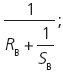 1
R_B + 1
S_B
;